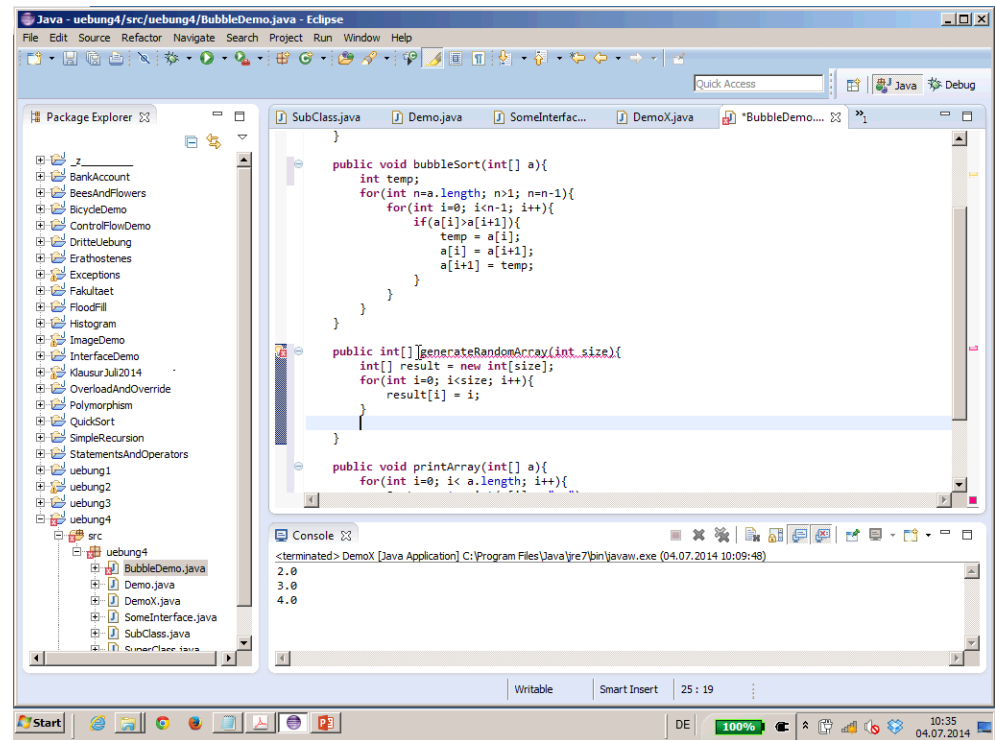 Java - uebung4/src/uebung4/BubbleDemo.java - Eclipse
File Edit Source Refactor Navigate Search Project Run Window Help
Quick Access
Java
Debug
Package Explorer
_z_________
BankAccount
BeesAndFlowers
BicycleDemo
ControlFlowDemo
DritteUebung
Erathostenes
Exceptions
Fakultaet
FloodFill
Histogram
ImageDemo
InterfaceDemo
KlausurJuli2014
OverloadAndOverride
Polymorphism
QuickSort
SimpleRecursion
StatementsAndOperators
uebung1
uebung2
uebung3
uebung4
src
uebung4
BubbleDemo.java
Demo.java
DemoX.java
SomeInterface.java
SubClass.java
SuperClass.java
SubClass.java Demo.java SomeInterfac... DemoX.java *BubbleDemo.... »1
}
public void bubbleSort(int[] a){
int temp;
for(int n=a.length; n>1; n=n-1){
for(int i=0; i<n-1; i++){
if(a[i]>a[i+1]){
temp = a[i];
a[i] = a[i+1];
a[i+1] = temp;
}
}
}
}
public int[] generateRandomArray(int size){
int[] result = new int[size];
for(int i=0; i<size; i++){
result[i] = i;
}
}
public void printArray(int[] a){
for(int i=0; i< a.length; i++){
Console
<terminated> DemoX [Java Application] C:\Program Files\Java\jre7\bin\javaw.exe (04.07.2014 10:09:48)
2.0
3.0
4.0
Writable
Smart Insert
25 : 19
Start
DE
100%
10:35
04.07.2014